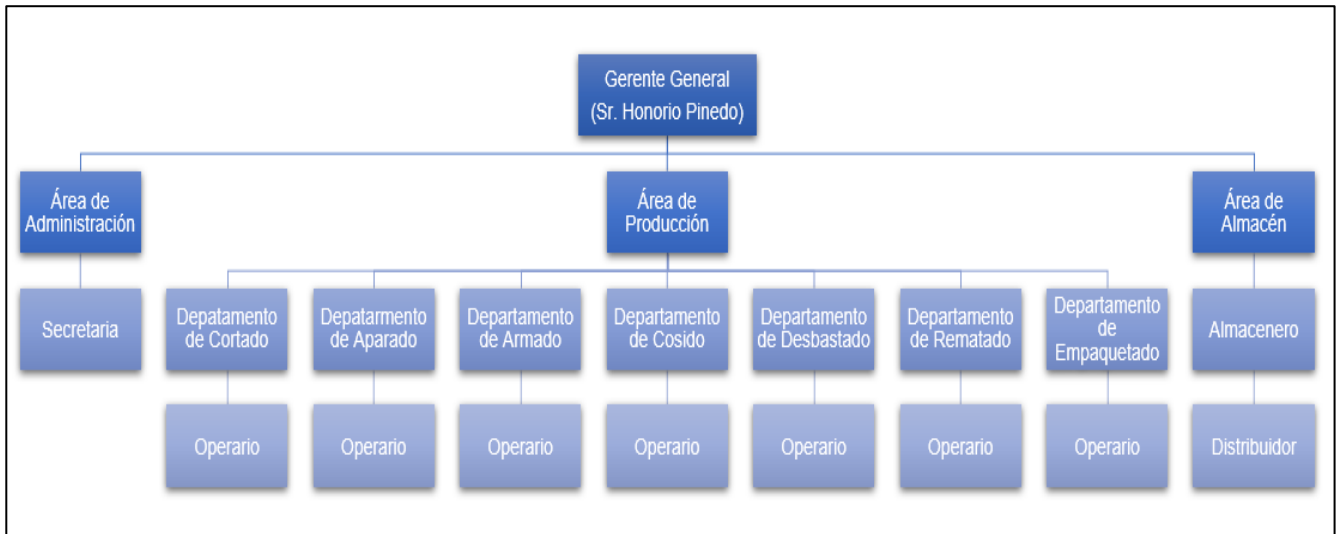 Gerente General
(Sr. Honorio Pinedo)
Área de
Administración
Área de
Producción
Área de
Almacén
Secretaria
Depatamento
de Cortado
Depatarmento
de Aparado
Departamento
de Armado
Departamento
de Cosido
Departamento
de Desbastado
Departamento
de Rematado
Departamento
de
Empaquetado
Almacenero
Operario
Operario
Operario
Operario
Operario
Operario
Operario
Distribuidor